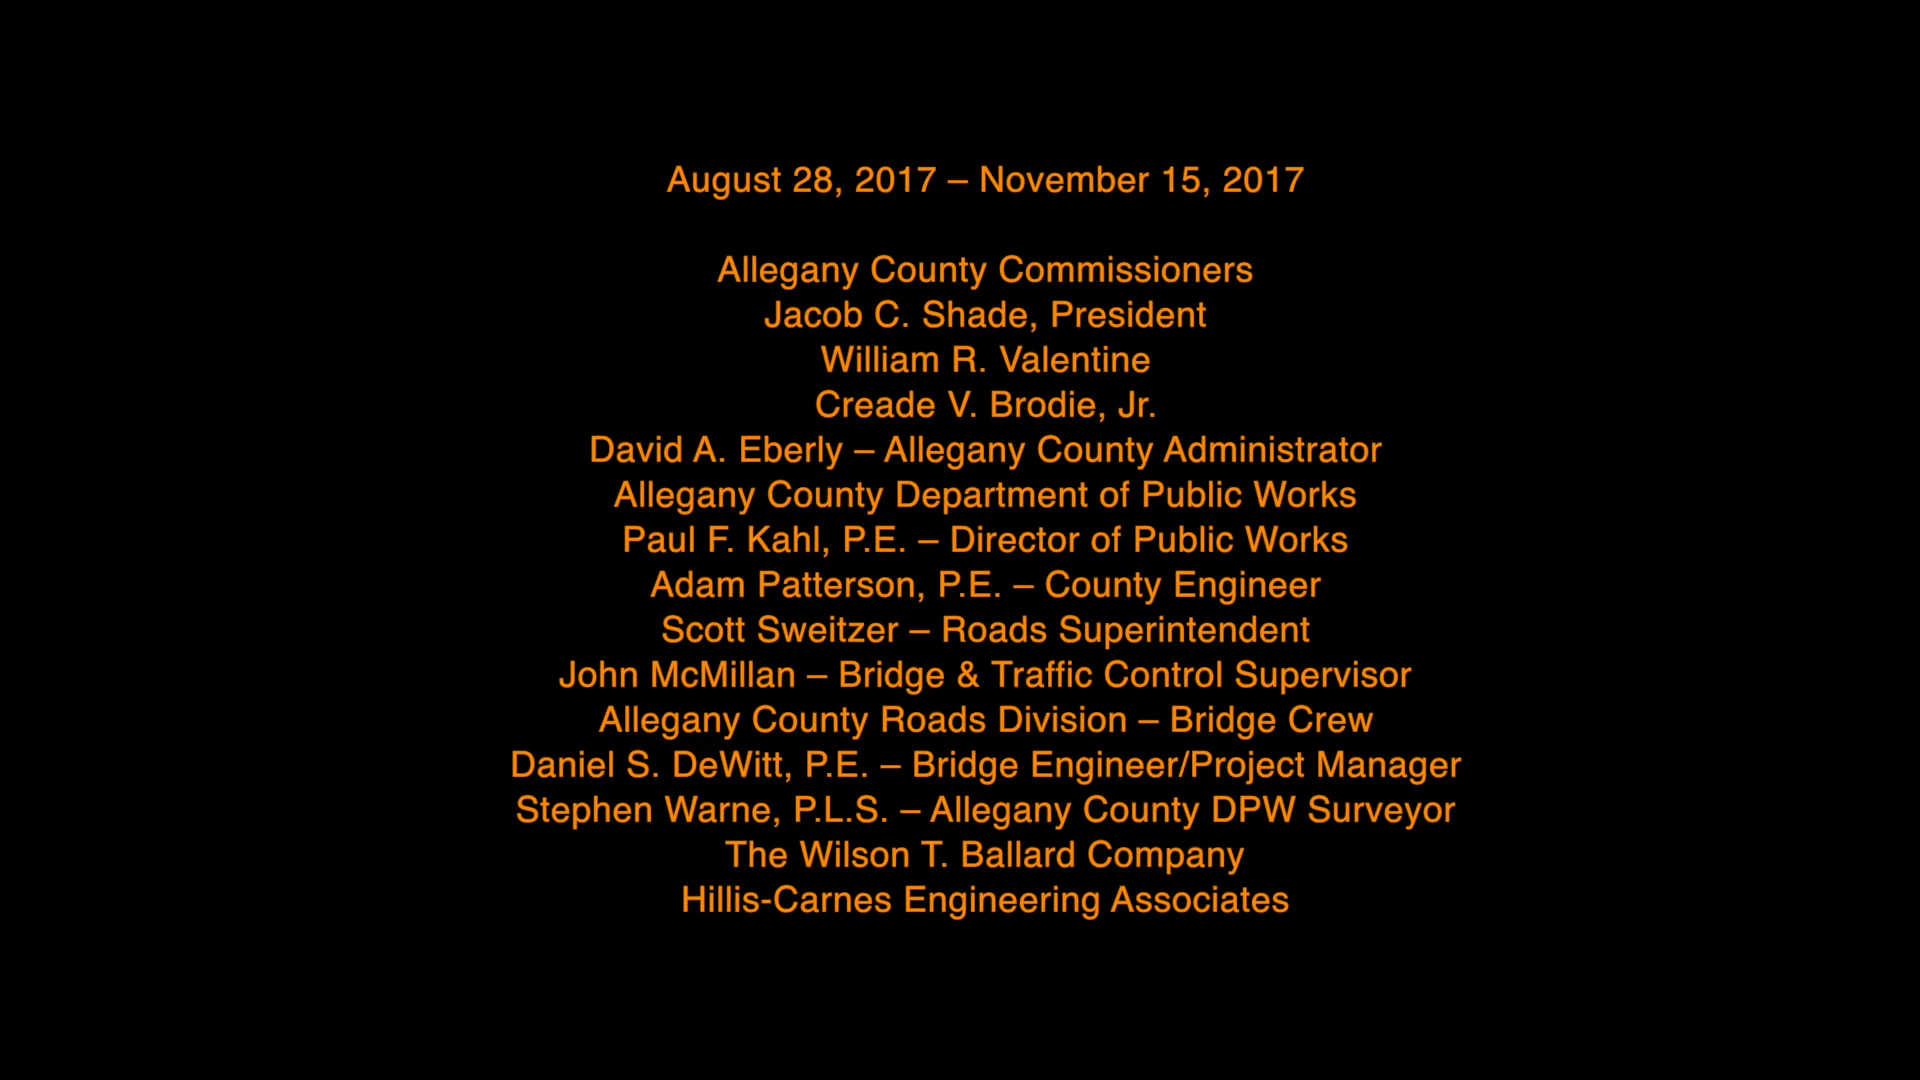 August 28, 2017 – November 15, 2017
Allegany County Commissioners
Jacob C. Shade, President
William R. Valentine
Creade V. Brodie, Jr.
David A. Eberly – Allegany County Administrator
Allegany County Department of Public Works
Paul F. Kahl, P.E. – Director of Public Works
Adam Patterson, P.E. – County Engineer
Scott Sweitzer – Roads Superintendent
John McMillan – Bridge & Traffic Control Supervisor
Allegany County Roads Division – Bridge Crew
Daniel S. DeWitt, P.E. – Bridge Engineer/Project Manager
Stephen Warne, P.L.S. – Allegany County DPW Surveyor
The Wilson T. Ballard Company
Hillis-Carnes Engineering Associates